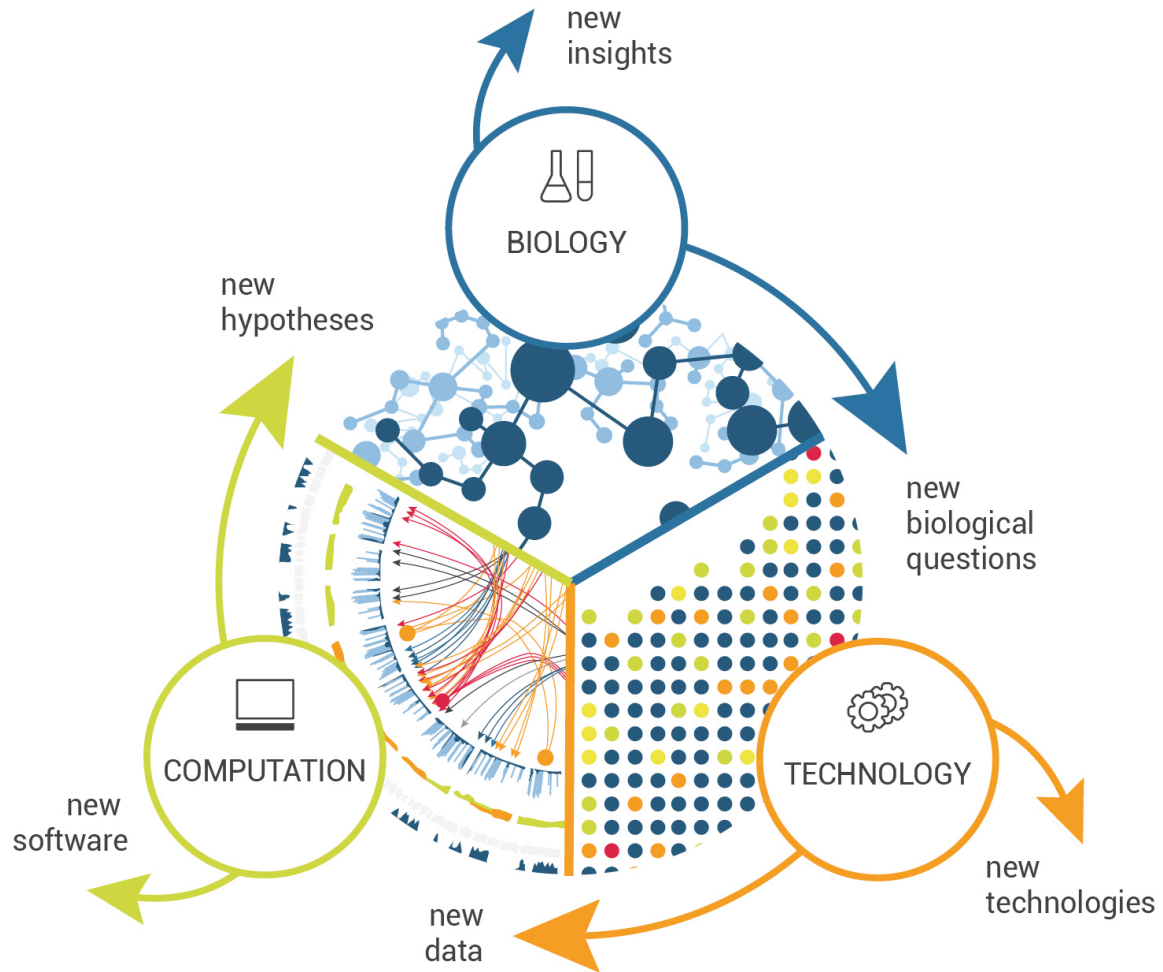 new
insights
BIOLOGY
new
hypotheses
new
biological
questions
COMPUTATION
TECHNOLOGY
new
software
new
technologies
new
data